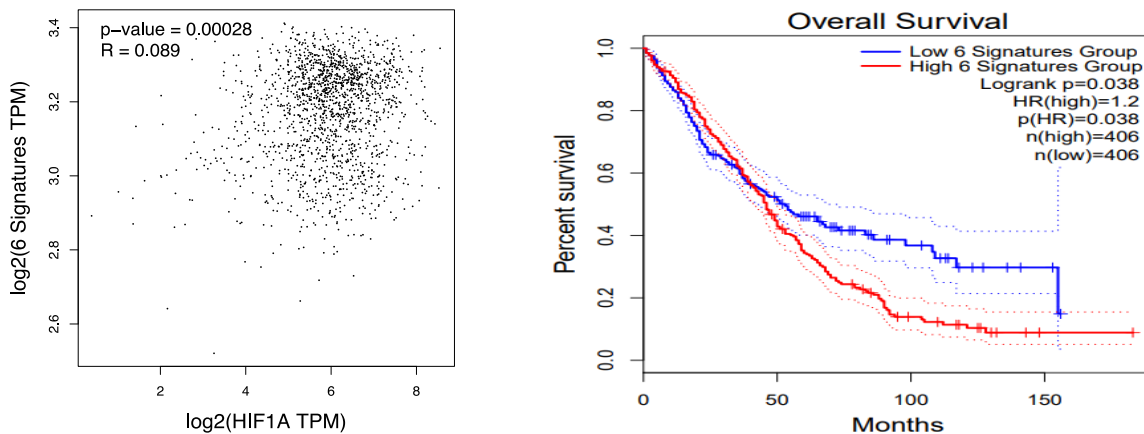 p-value = 0.00028
R = 0.089
log2(6 Signatures TPM)
3.4
3.2
3.0
2.8
2.6
2
4
6
8
log2(HIF1A TPM)
Overall Survival
Low 6 Signatures Group
High 6 Signatures Group
Logrank p=0.038
HR(high)=1.2
p(HR)=0.038
n(high)=406
n(low)=406
Percent survival
1.0
0.8
0.6
0.4
0.2
0.0
0
50
100
150
Months